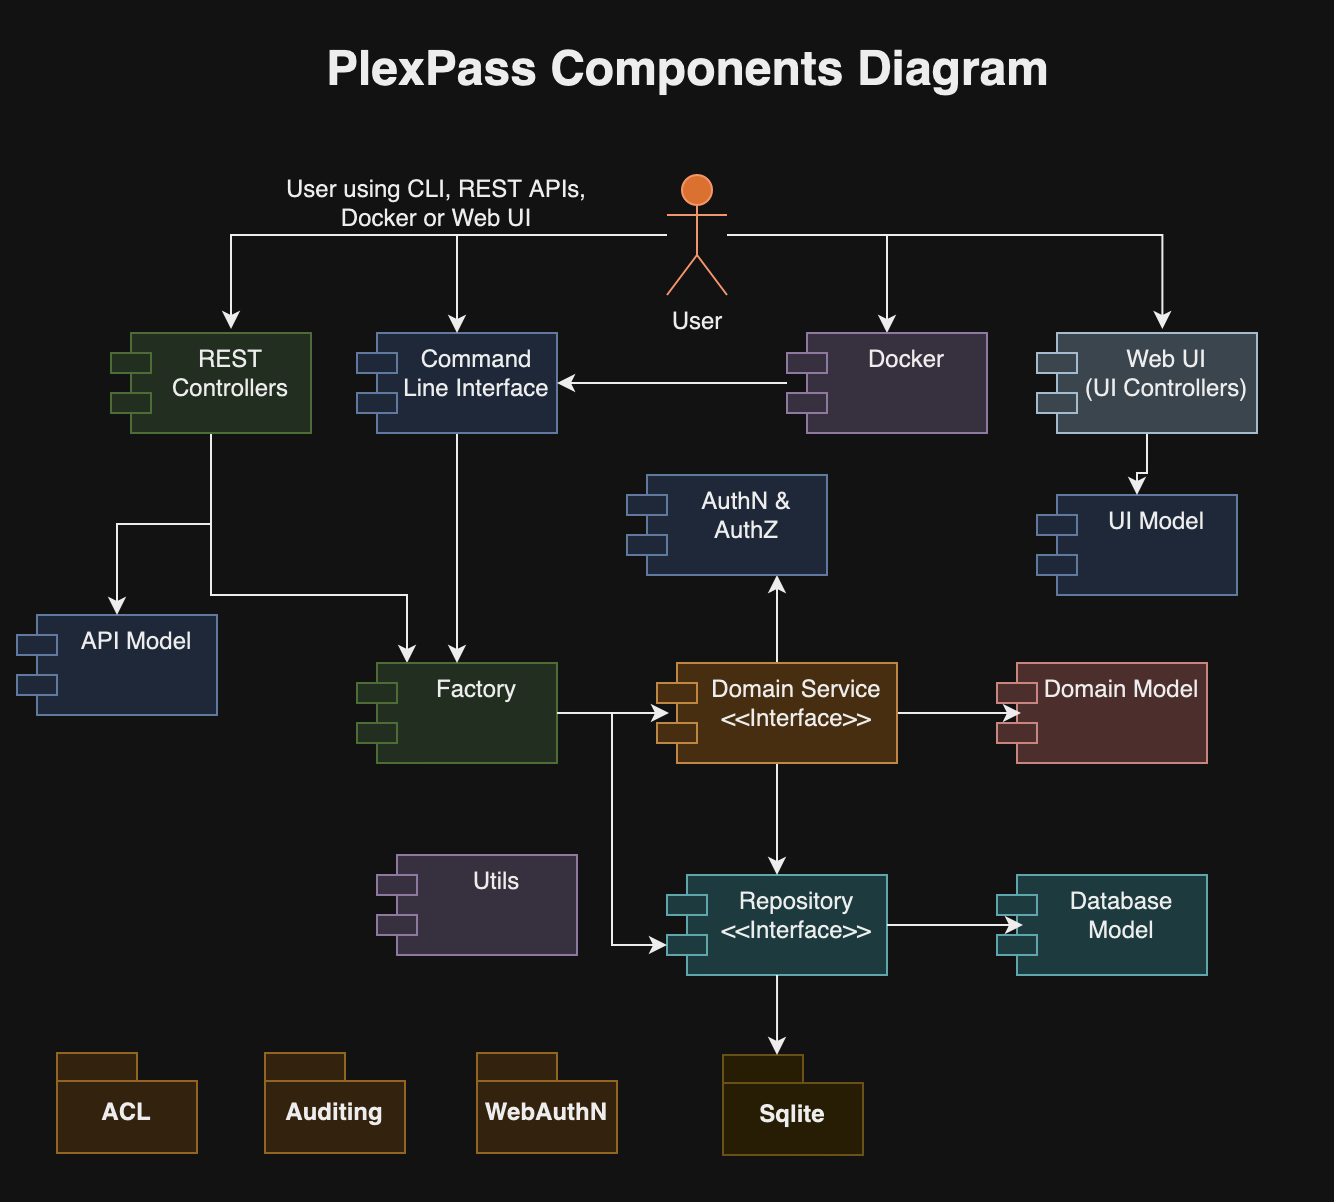 PlexPass Components Diagram
User using CLI, REST APIs,
Docker or Web UI
User
REST
Controllers
Command
Line Interface
Docker
Web UI
(UI Controllers)
AuthN &
AuthZ
UI Model
API Model
Factory
Domain Service
<<Interface>>
Domain Model
Utils
Repository
<<Interface>>
Database
Model
ACL
Auditing
WebAuthN
Sqlite